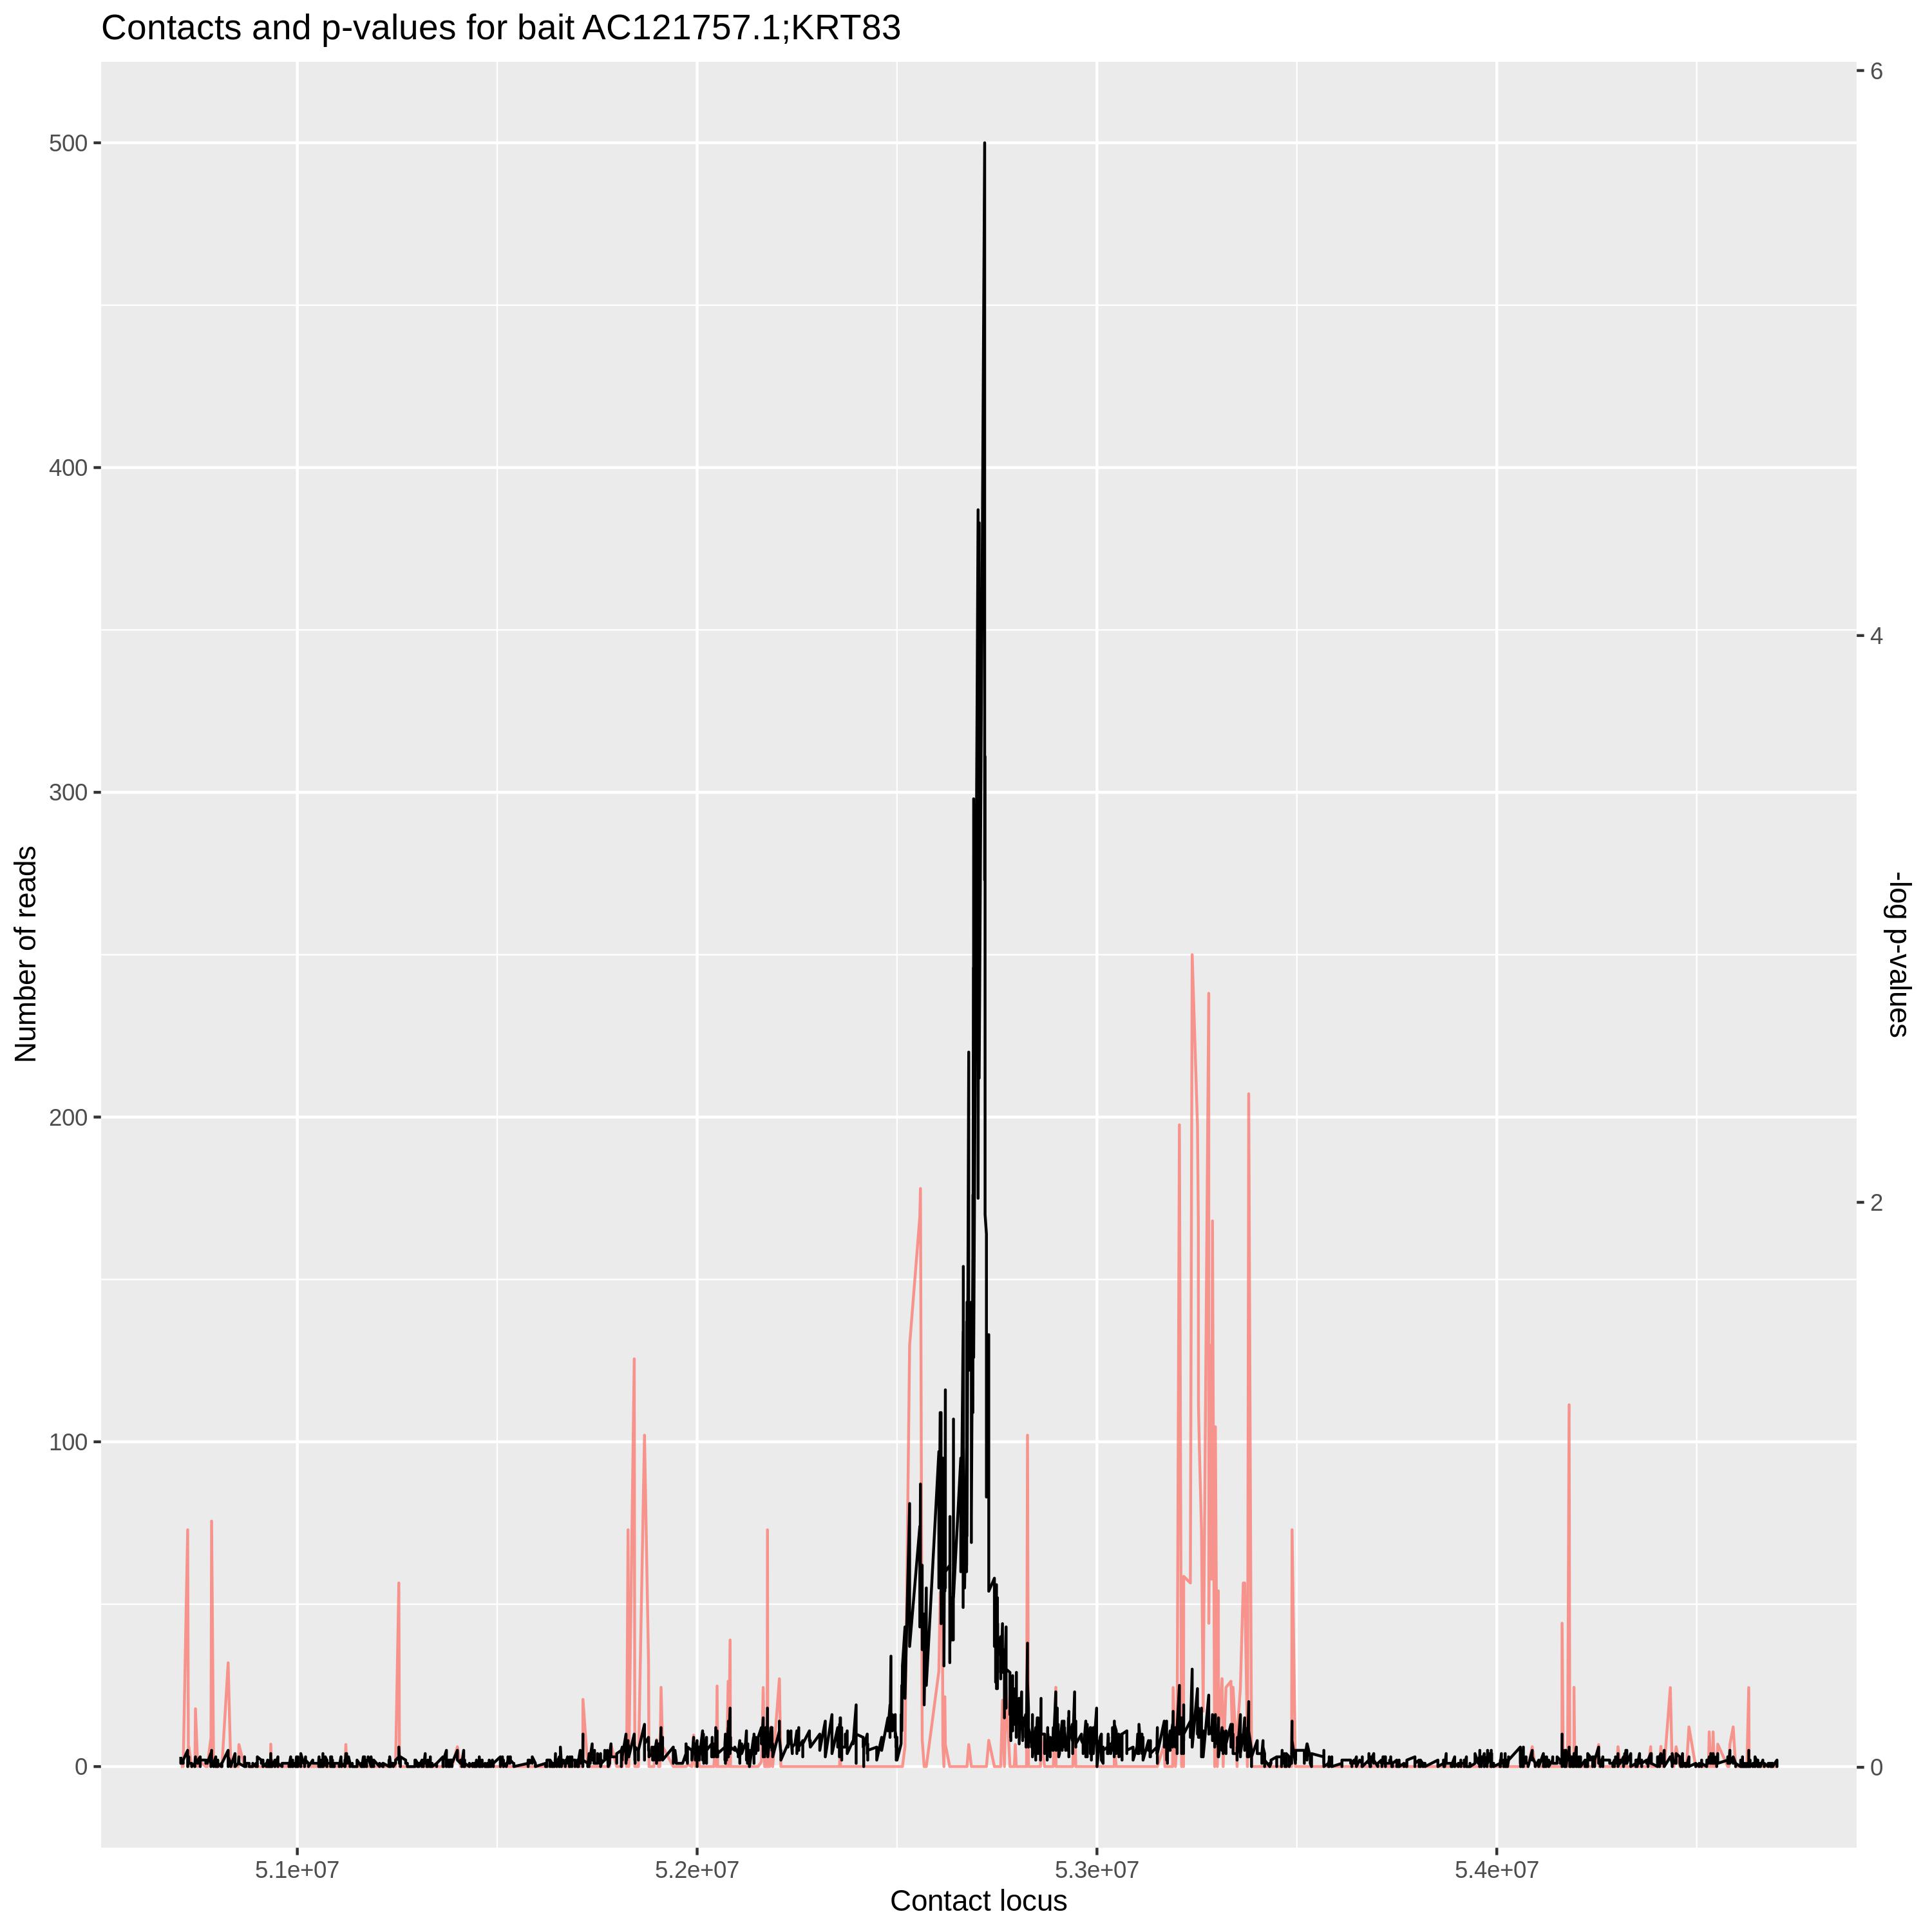 Contacts and p-values for bait AC121757.1;KRT83
6
500
400
4
300
Number of reads
-log p-values
200
2
100
0
0
5.1e+07
5.2e+07
5.3e+07
5.4e+07
Contact locus